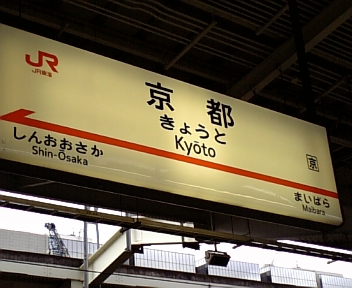 JR
JR東海
京都
きょうと
Kyōto
京
しんおおさか
Shin-Ōsaka
まいばら
Maibara